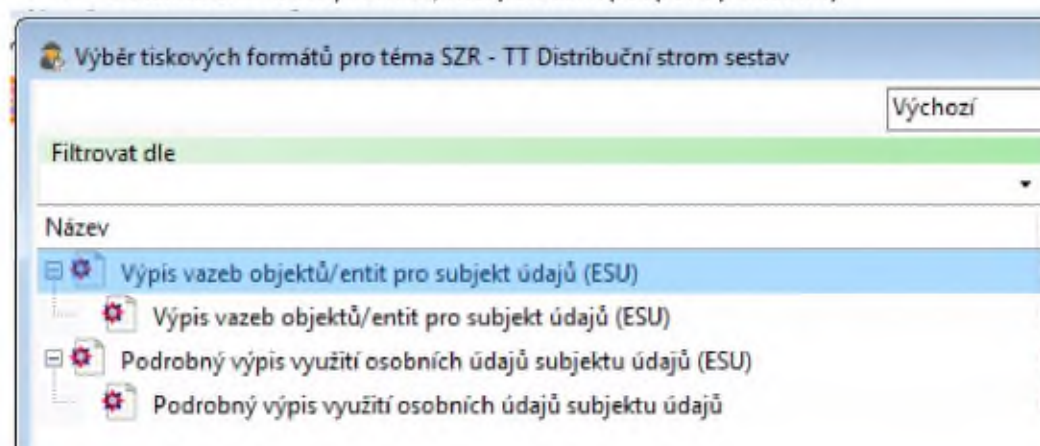 Výběr tiskových formátů pro téma SZR - TT Distribuční strom sestav
Výchozí
Filtrovat dle
Název
Výpis vazeb objektů/entit pro subjekt údajů (ESU)
Výpis vazeb objektů/entit pro subjekt údajů (ESU)
Podrobný výpis využití osobních údajů subjektu údajů (ESU)
Podrobný výpis využití osobních údajů subjektu údajů